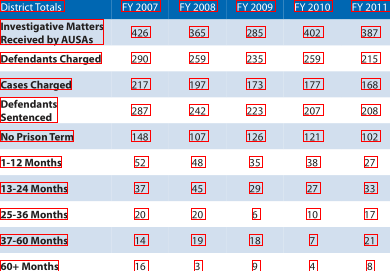 District Totals FY 2007 FY 2008 FY 2009 FY 2010 FY 2011
Investigative Matters
Received by AUSAs 426 365 285 402 387
Defendants Charged 290 259 235 259 215
Cases Charged 217 197 173 177 168
Defendants
Sentenced 287 242 223 207 208
No Prison Term 148 107 126 121 102
1-12 Months 52 48 35 38 27
13-24 Months 37 45 29 27 33
25-36 Months 20 20 6 10 17
37-60 Months 14 19 18 7 21
60+ Months 16 3 9 4 8